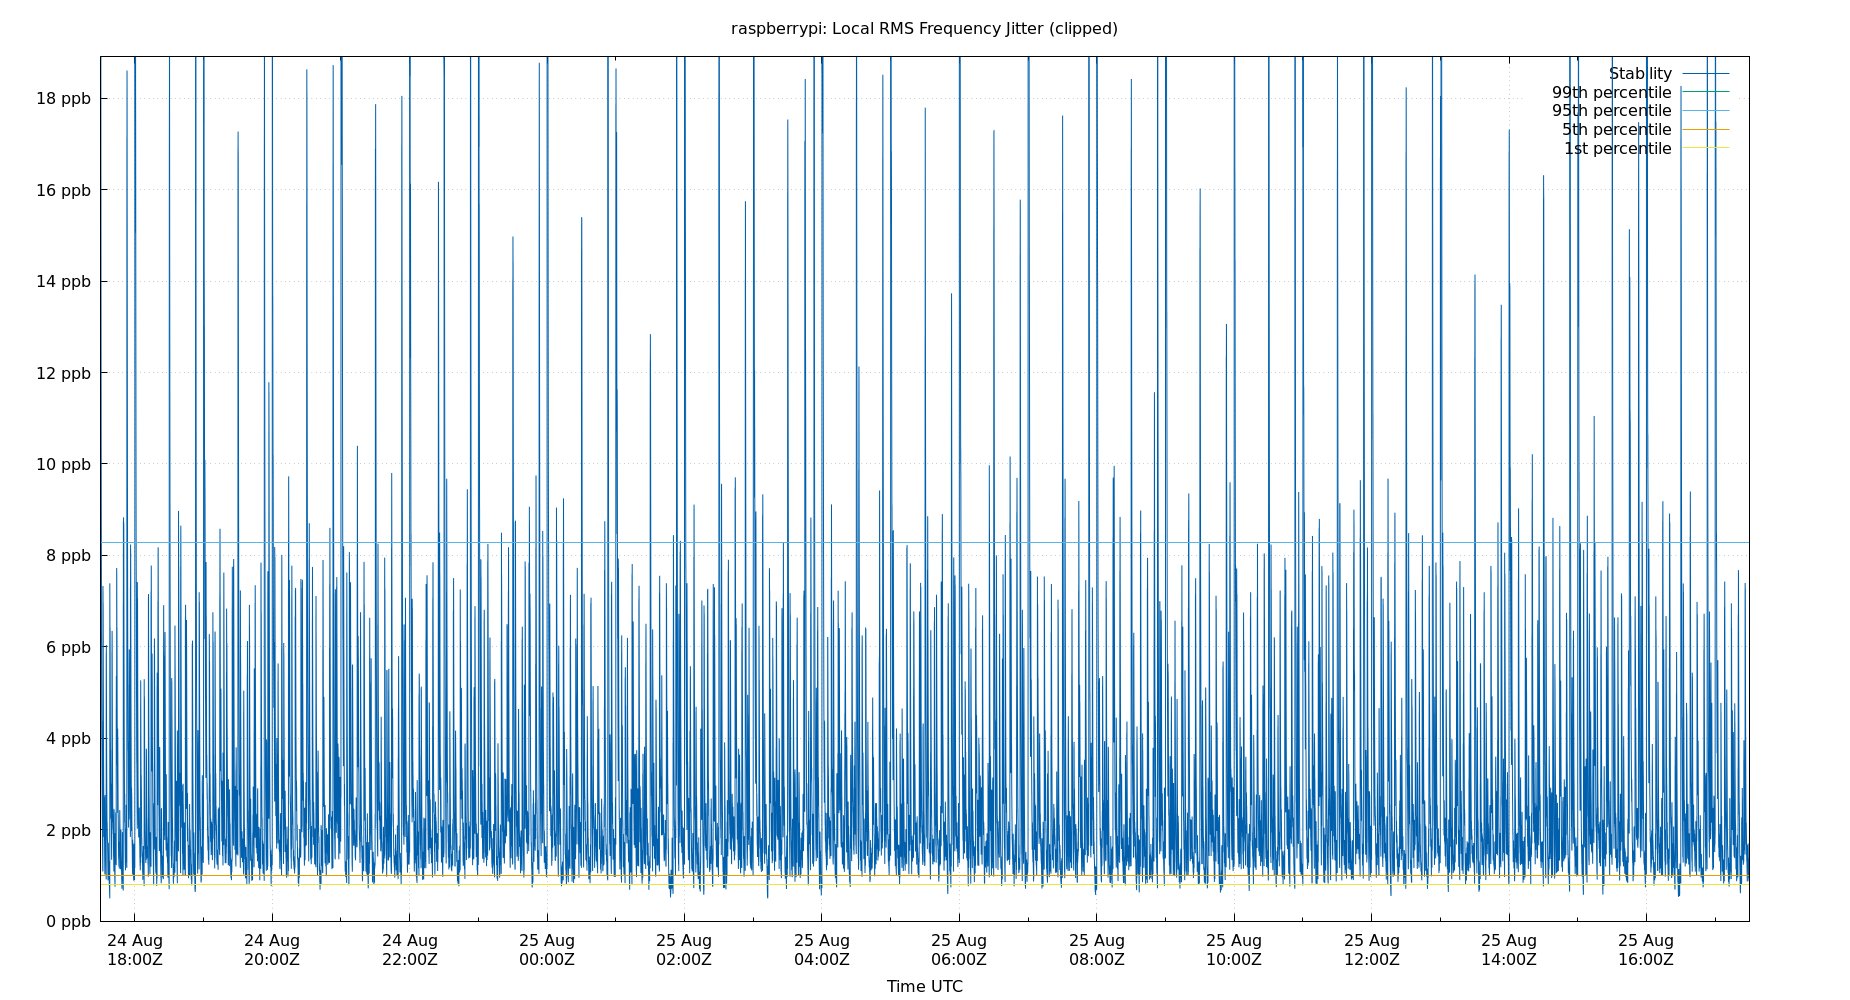 raspberrypi: Local RMS Frequency Jitter (clipped)
Stability
99th percentile
95th percentile
5th percentile
1st percentile
18 ppb
16 ppb
14 ppb
12 ppb
10 ppb
8 ppb
6 ppb
4 ppb
2 ppb
0 ppb
24 Aug 24 Aug 24 Aug 25 Aug 25 Aug 25 Aug 25 Aug 25 Aug 25 Aug 25 Aug 25 Aug 25 Aug
18:00Z 20:00Z 22:00Z 00:00Z 02:00Z 04:00Z 06:00Z 08:00Z 10:00Z 12:00Z 14:00Z 16:00Z
Time UTC